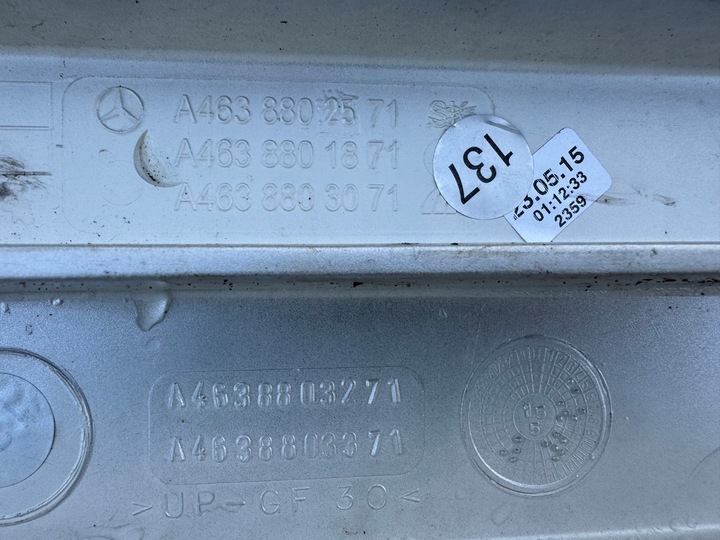 A463 880 25 71
A463 880 18 71
A463 880 30 71
137
23.05.15
01:12:33
2359
A4638803271
A4638803371
>UP-GF 30<